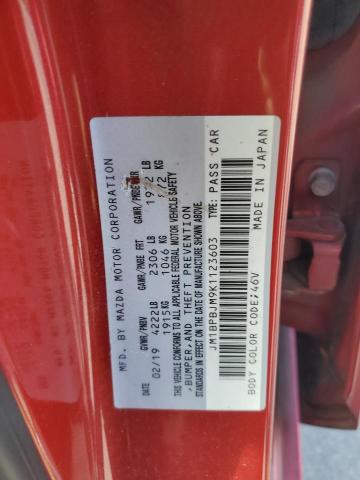 MFD. BY MAZDA MOTOR CORPORATION
DATE GVWR/PNBV GAWR/PNBE FRT GAWR/PNBE RR
02/19 4222LB 2306 LB LB
1915KG 1046 KG KG
THIS VEHICLE CONFORMS TO ALL APPLICABLE FEDERAL MOTOR VEHICLE SAFETY
,BUMPER,AND THEFT PREVENTION
STANDARDS IN EFFECT ON THE DATE OF MANUFACTURE SHOWN ABOVE.
JM1BPBJM9K1123603 TYPE: PASS CAR
BODY COLOR CODE:46V MADE IN JAPAN